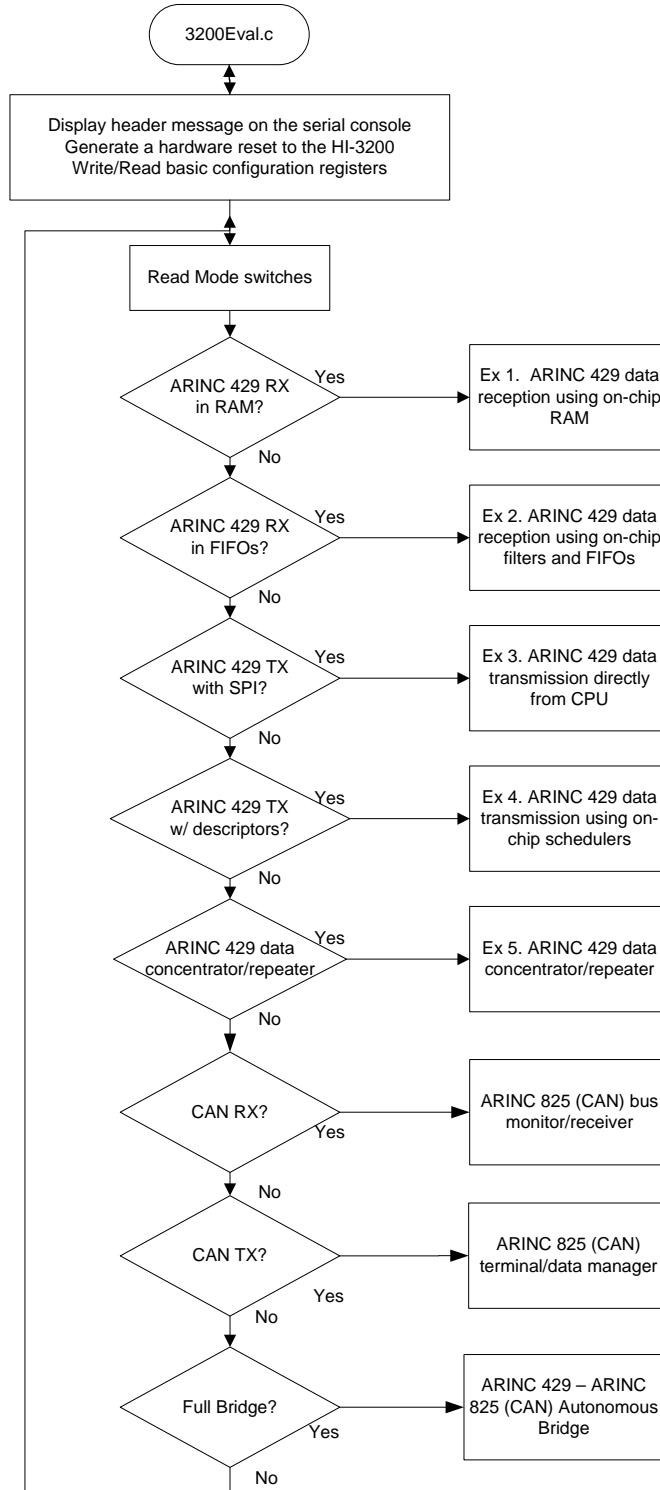 3200Eval.c
Display header message on the serial console
Generate a hardware reset to the HI-3200
Write/Read basic configuration registers
Read Mode switches
ARINC 429 RX
in RAM?
Yes
Ex 1.  ARINC 429 data
reception using on-chip
RAM
No
ARINC 429 RX
in FIFOs?
Yes
Ex 2. ARINC 429 data
reception using on-chip
filters and FIFOs
No
ARINC 429 TX
with SPI?
Yes
Ex 3. ARINC 429 data
transmission directly
from CPU
No
ARINC 429 TX
w/ descriptors?
Yes
Ex 4. ARINC 429 data
transmission using on-
chip schedulers
No
ARINC 429 data
concentrator/repeater
Yes
Ex 5. ARINC 429 data
concentrator/repeater
No
CAN RX?
Yes
ARINC 825 (CAN) bus
monitor/receiver
No
CAN TX?
Yes
ARINC 825 (CAN)
terminal/data manager
No
Full Bridge?
Yes
ARINC 429 – ARINC
825 (CAN) Autonomous
Bridge
No